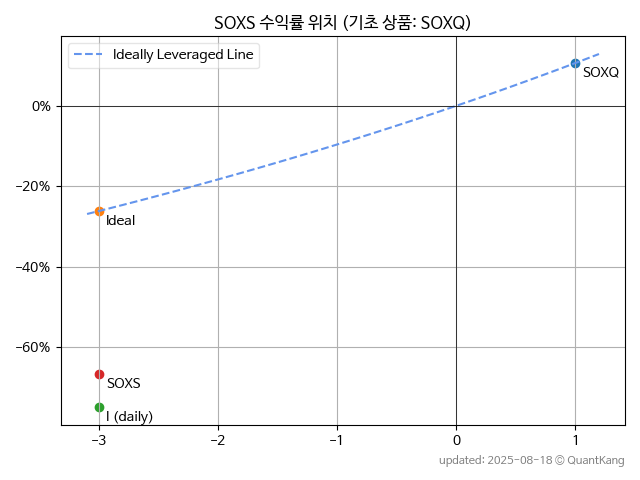 SOXS 수익률 위치 (기초 상품: SOXQ)
Ideally Leveraged Line
SOXQ
0%
-20%
Ideal
-40%
-60%
SOXS
I (daily)
-3 -2 -1 0 1
updated: 2025-08-18 © QuantKang